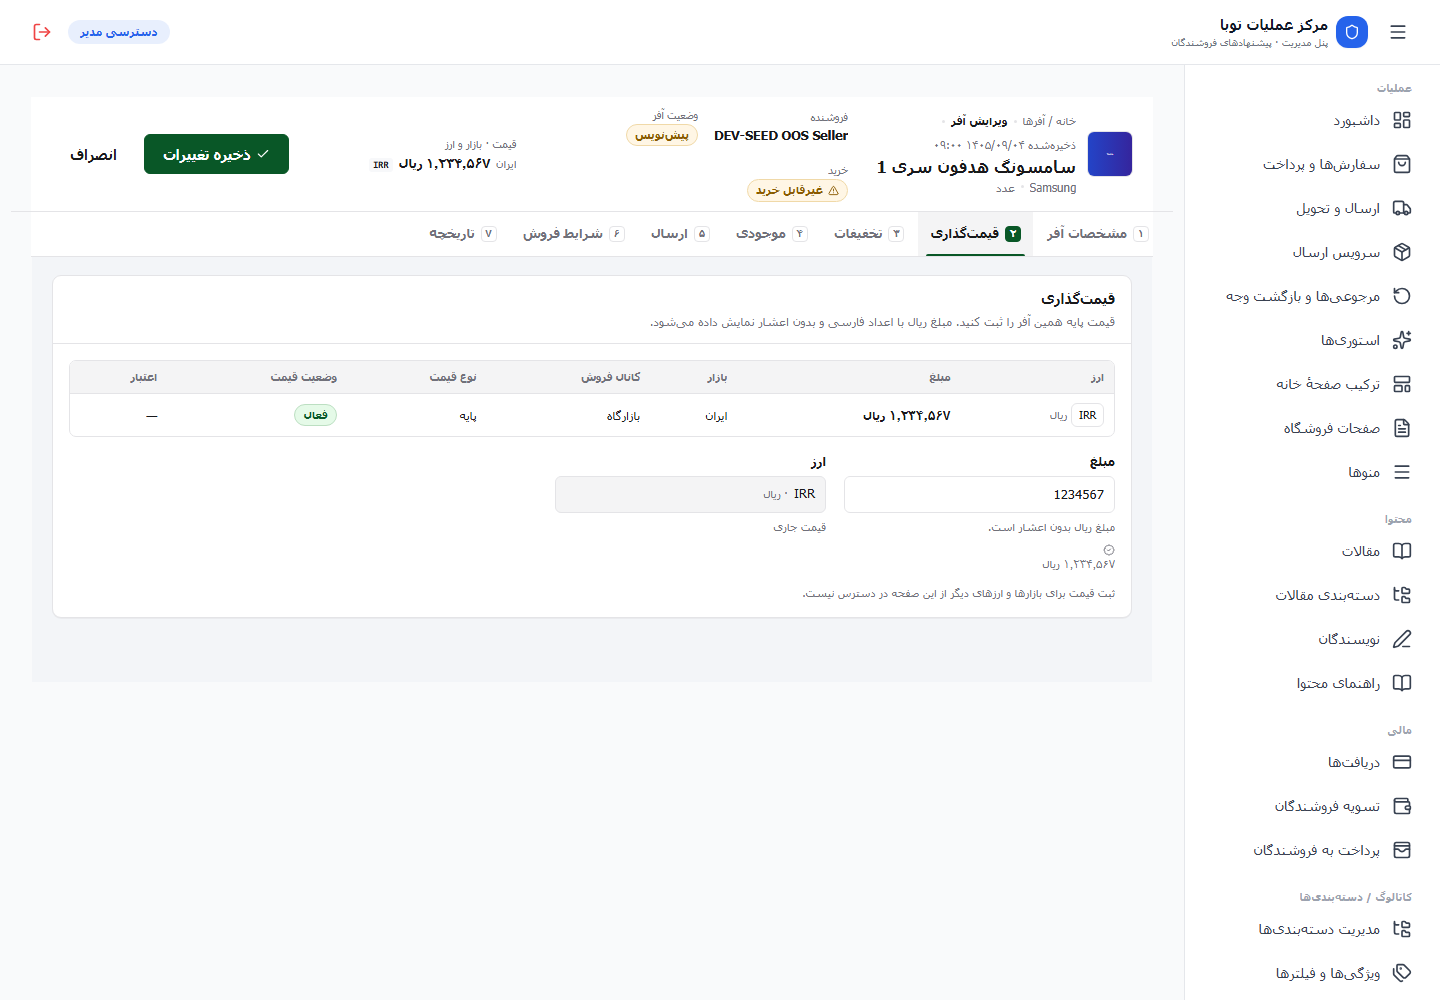 مرکز عملیات توبا
پنل مدیریت · پیشنهادهای فروشندگان
دسترسی مدیر
عملیات
داشبورد
سفارش‌ها و پرداخت
ارسال و تحویل
سرویس ارسال
مرجوعی‌ها و بازگشت وجه
استوری‌ها
ترکیب صفحهٔ خانه
صفحات فروشگاه
منوها
محتوا
مقالات
دسته‌بندی مقالات
نویسندگان
راهنمای محتوا
مالی
دریافت‌ها
تسویه فروشندگان
پرداخت به فروشندگان
کاتالوگ / دسته‌بندی‌ها
مدیریت دسته‌بندی‌ها
ویژگی‌ها و فیلترها
خانه / آفرها · ویرایش آفر ·
ذخیره‌شده ۱۴۰۵/۰۹/۰۴ ۰۹:۰۰
سامسونگ هدفون سری 1
Samsung · عدد
فروشنده
DEV-SEED OOS Seller
وضعیت آفر
پیش‌نویس
خرید
غیرقابل خرید
قیمت · بازار و ارز
ایران ۱,۲۳۴,۵۶۷ ریال IRR
ذخیره تغییرات
انصراف
۱ مشخصات آفر
۲ قیمت‌گذاری
۳ تخفیفات
۴ موجودی
۵ ارسال
۶ شرایط فروش
۷ تاریخچه
قیمت‌گذاری
قیمت پایه همین آفر را ثبت کنید. مبلغ ریال با اعداد فارسی و بدون اعشار نمایش داده می‌شود.
ارز مبلغ بازار کانال فروش نوع قیمت وضعیت قیمت اعتبار
IRR ریال ۱,۲۳۴,۵۶۷ ریال ایران بازارگاه پایه فعال —
مبلغ
1234567
مبلغ ریال بدون اعشار است.
۱,۲۳۴,۵۶۷ ریال
ارز
IRR · ریال
قیمت جاری
ثبت قیمت برای بازارها و ارزهای دیگر از این صفحه در دسترس نیست.